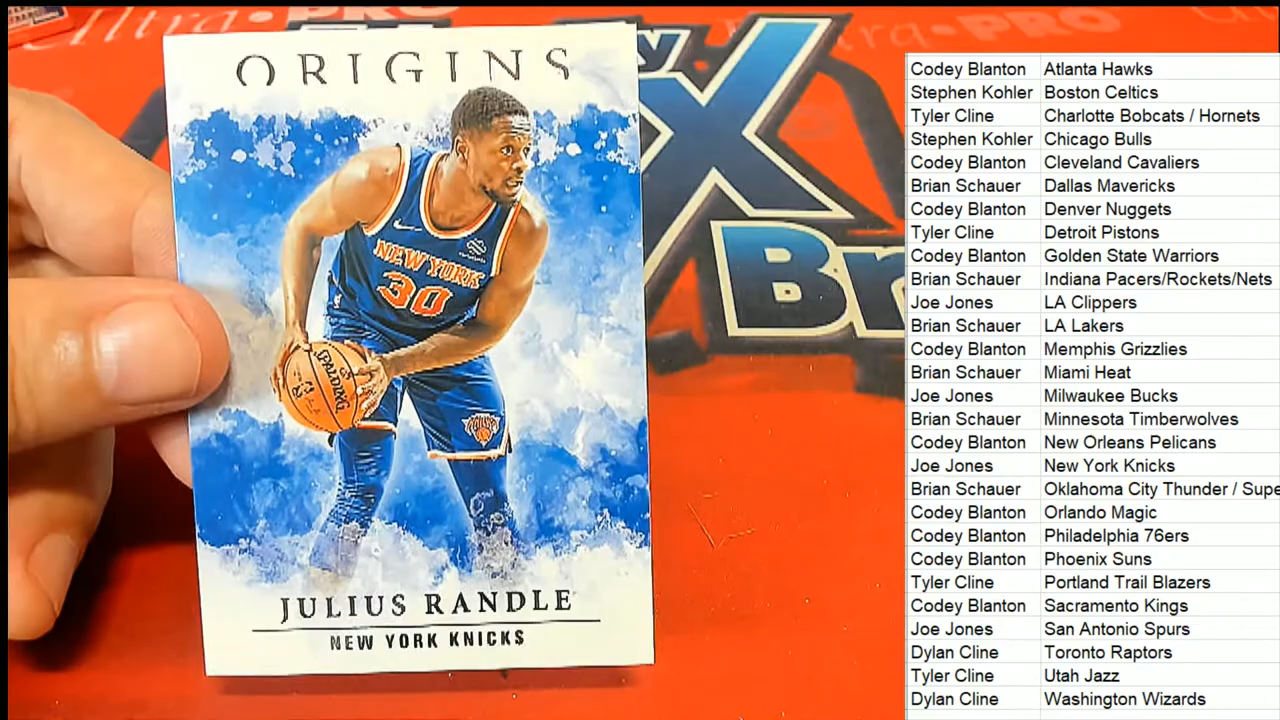 Ultra·PRO
Ultra·PRO
ORIGINS
NEW YORK
30
SPALDING
JULIUS RANDLE
NEW YORK KNICKS
X
Br
Codey Blanton Atlanta Hawks
Stephen Kohler Boston Celtics
Tyler Cline Charlotte Bobcats / Hornets
Stephen Kohler Chicago Bulls
Codey Blanton Cleveland Cavaliers
Brian Schauer Dallas Mavericks
Codey Blanton Denver Nuggets
Tyler Cline Detroit Pistons
Codey Blanton Golden State Warriors
Brian Schauer Indiana Pacers/Rockets/Nets
Joe Jones LA Clippers
Brian Schauer LA Lakers
Codey Blanton Memphis Grizzlies
Brian Schauer Miami Heat
Joe Jones Milwaukee Bucks
Brian Schauer Minnesota Timberwolves
Codey Blanton New Orleans Pelicans
Joe Jones New York Knicks
Brian Schauer Oklahoma City Thunder / Supe
Codey Blanton Orlando Magic
Codey Blanton Philadelphia 76ers
Codey Blanton Phoenix Suns
Tyler Cline Portland Trail Blazers
Codey Blanton Sacramento Kings
Joe Jones San Antonio Spurs
Dylan Cline Toronto Raptors
Tyler Cline Utah Jazz
Dylan Cline Washington Wizards